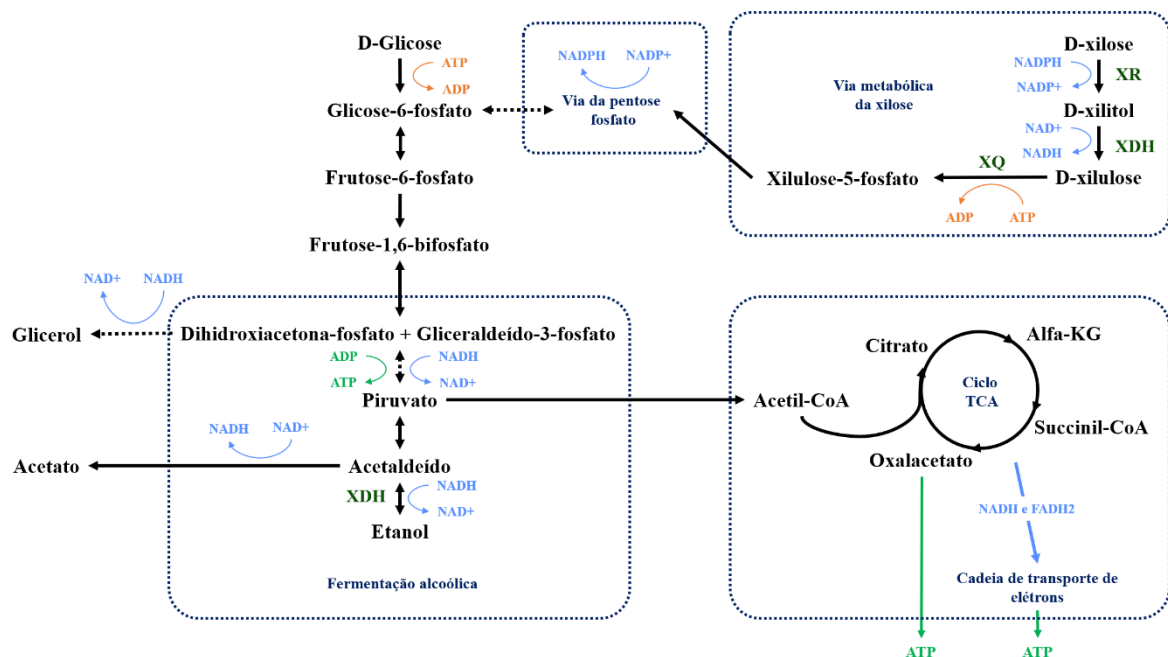 D-Glicose
ATP
ADP
Glicose-6-fosfato
Frutose-6-fosfato
Frutose-1,6-bifosfato
NADPH
NADP+
Via da pentose
fosfato
Via metabólica
da xilose
D-xilose
NADPH
NADP+
XR
D-xilitol
NAD+
NADH
XDH
D-xilulose
XQ
ADP
ATP
Xilulose-5-fosfato
NAD+
NADH
Glicerol
Dihidroxiacetona-fosfato + Gliceraldeído-3-fosfato
ADP
ATP
NADH
NAD+
Piruvato
NADH
NAD+
Acetato
Acetaldeído
XDH
NADH
NAD+
Etanol
Fermentação alcoólica
Acetil-CoA
Citrato
Alfa-KG
Ciclo
TCA
Succinil-CoA
Oxalacetato
NADH e FADH2
Cadeia de transporte de
elétrons
ATP
ATP